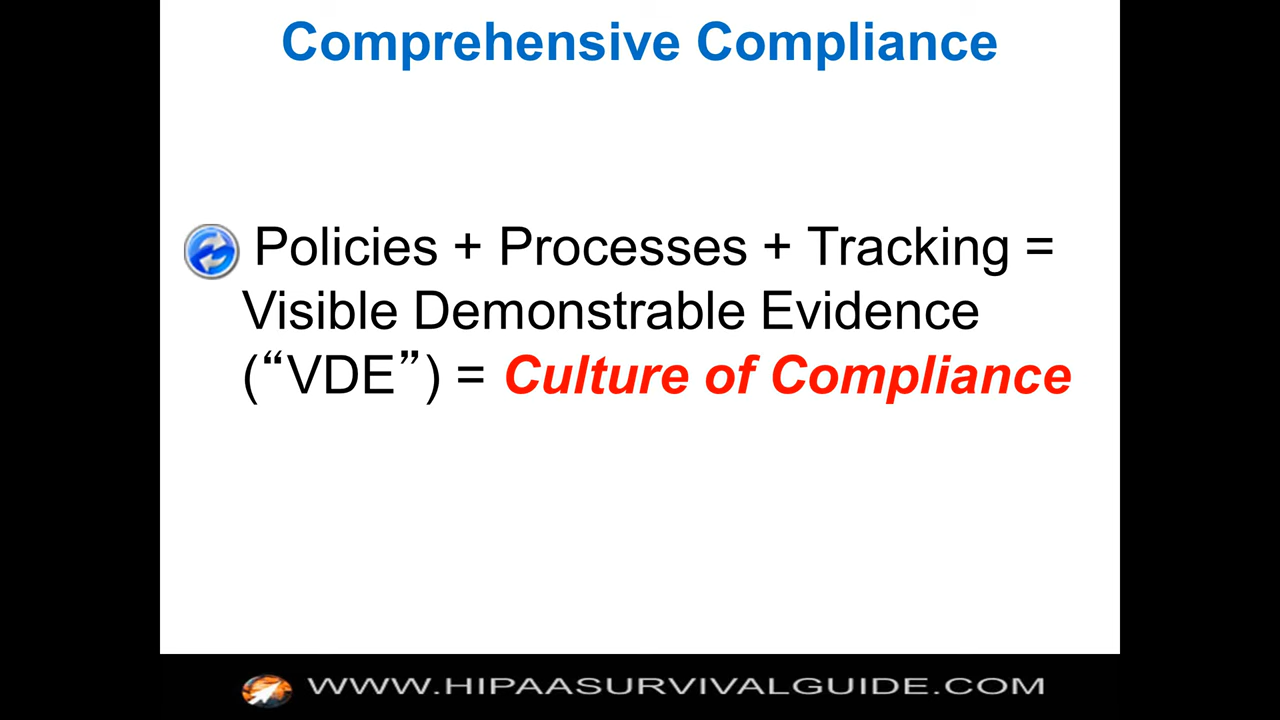 Comprehensive Compliance
Policies + Processes + Tracking =
Visible Demonstrable Evidence
(“VDE”) = Culture of Compliance
WWW.HIPAASURVIVALGUIDE.COM